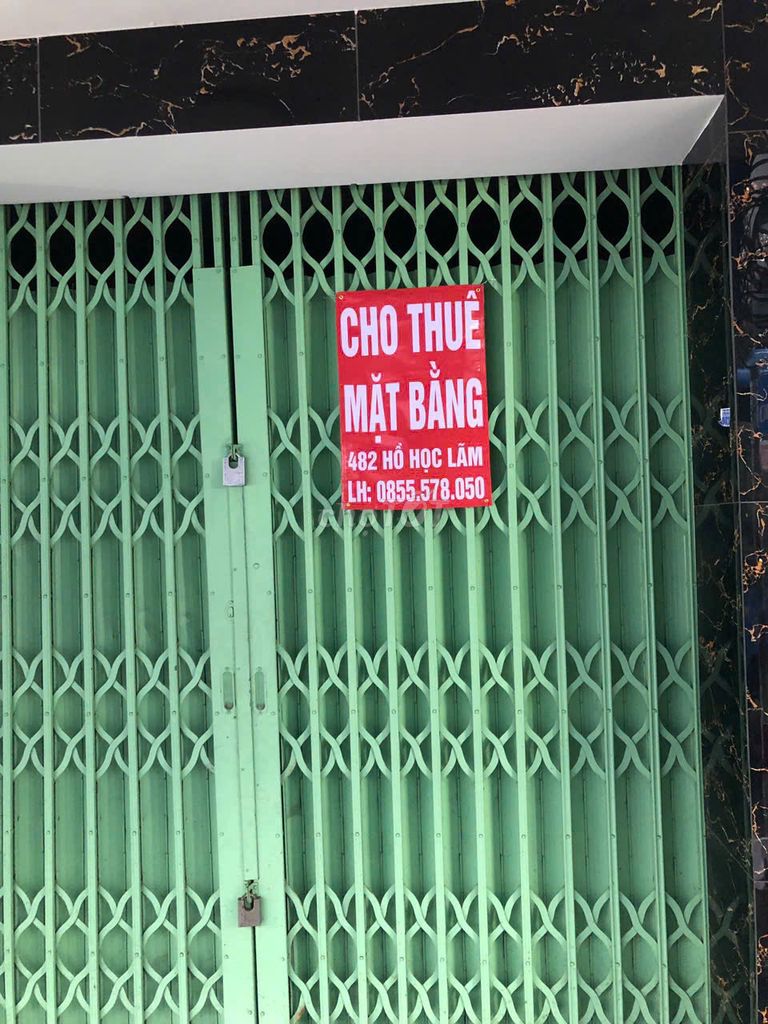 CHO THUÊ
MẶT BẰNG
482 HỒ HỌC LÃM
LH: 0855.578.050